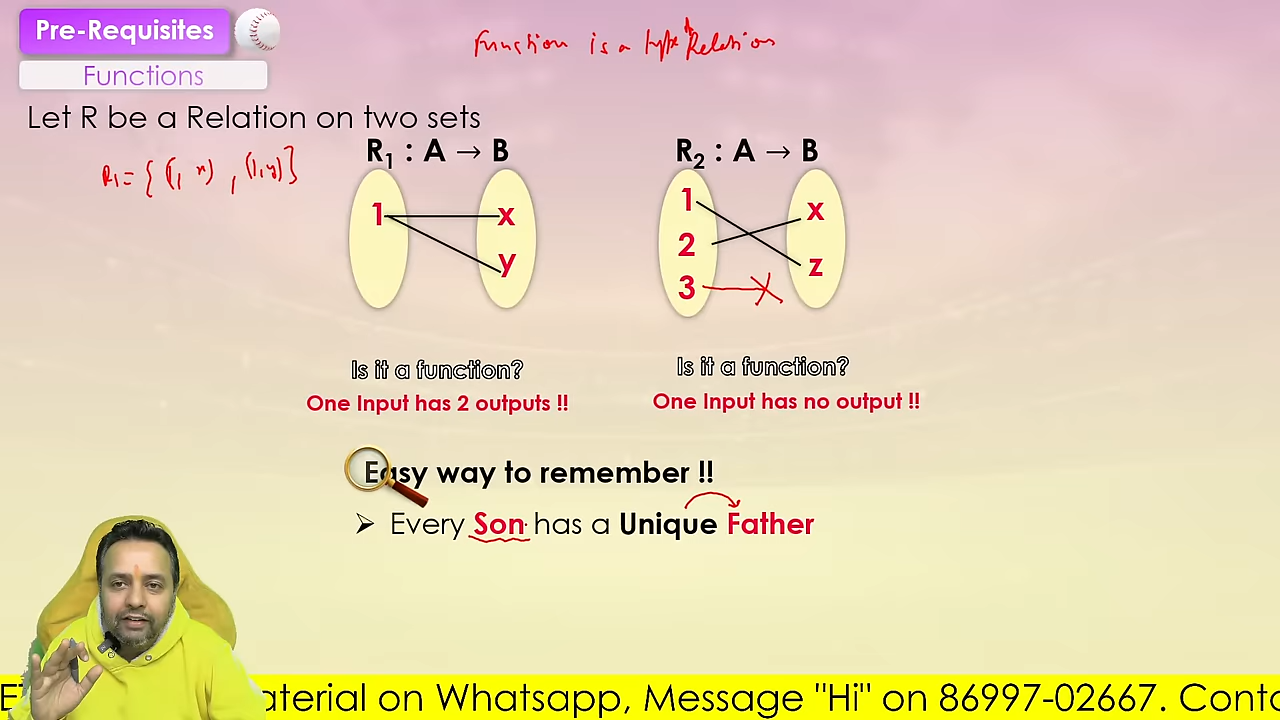 Pre-Requisites
Functions
Function is a type of Relation
Let R be a Relation on two sets
R1 = { (1, x) , (1, y) }
R₁ : A → B
1
x
y
R₂ : A → B
1
2
3
x
z
Is it a function?
One Input has 2 outputs !!
Is it a function?
One Input has no output !!
Easy way to remember !!
➢ Every Son has a Unique Father
aterial on Whatsapp, Message "Hi" on 86997-02667. Conta